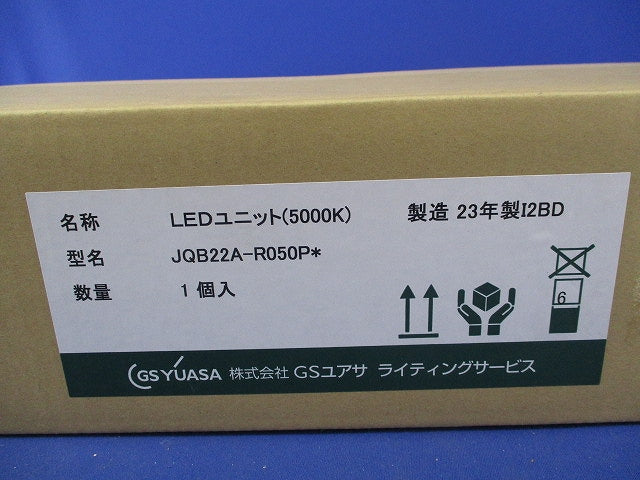 名称 LEDユニット(5000K) 製造 23年製I2BD
型名 JQB22A-R050P*
数量 1個入
6
GS YUASA 株式会社 GSユアサ ライティングサービス